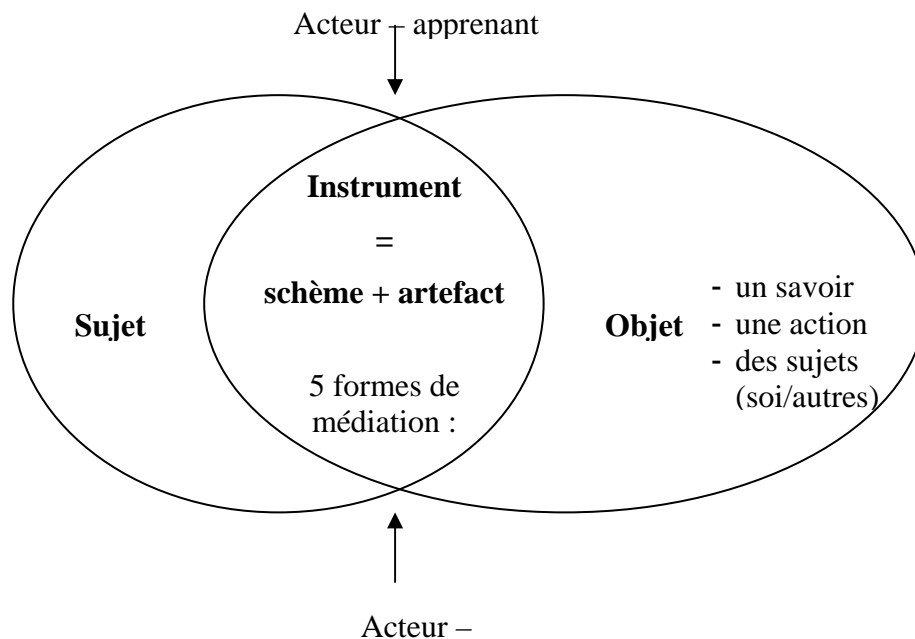 Acteur – apprenant
Instrument
=
schème + artefact
Sujet
Objet
- un savoir
- une action
- des sujets
(soi/autres)
5 formes de
médiation :
Acteur –